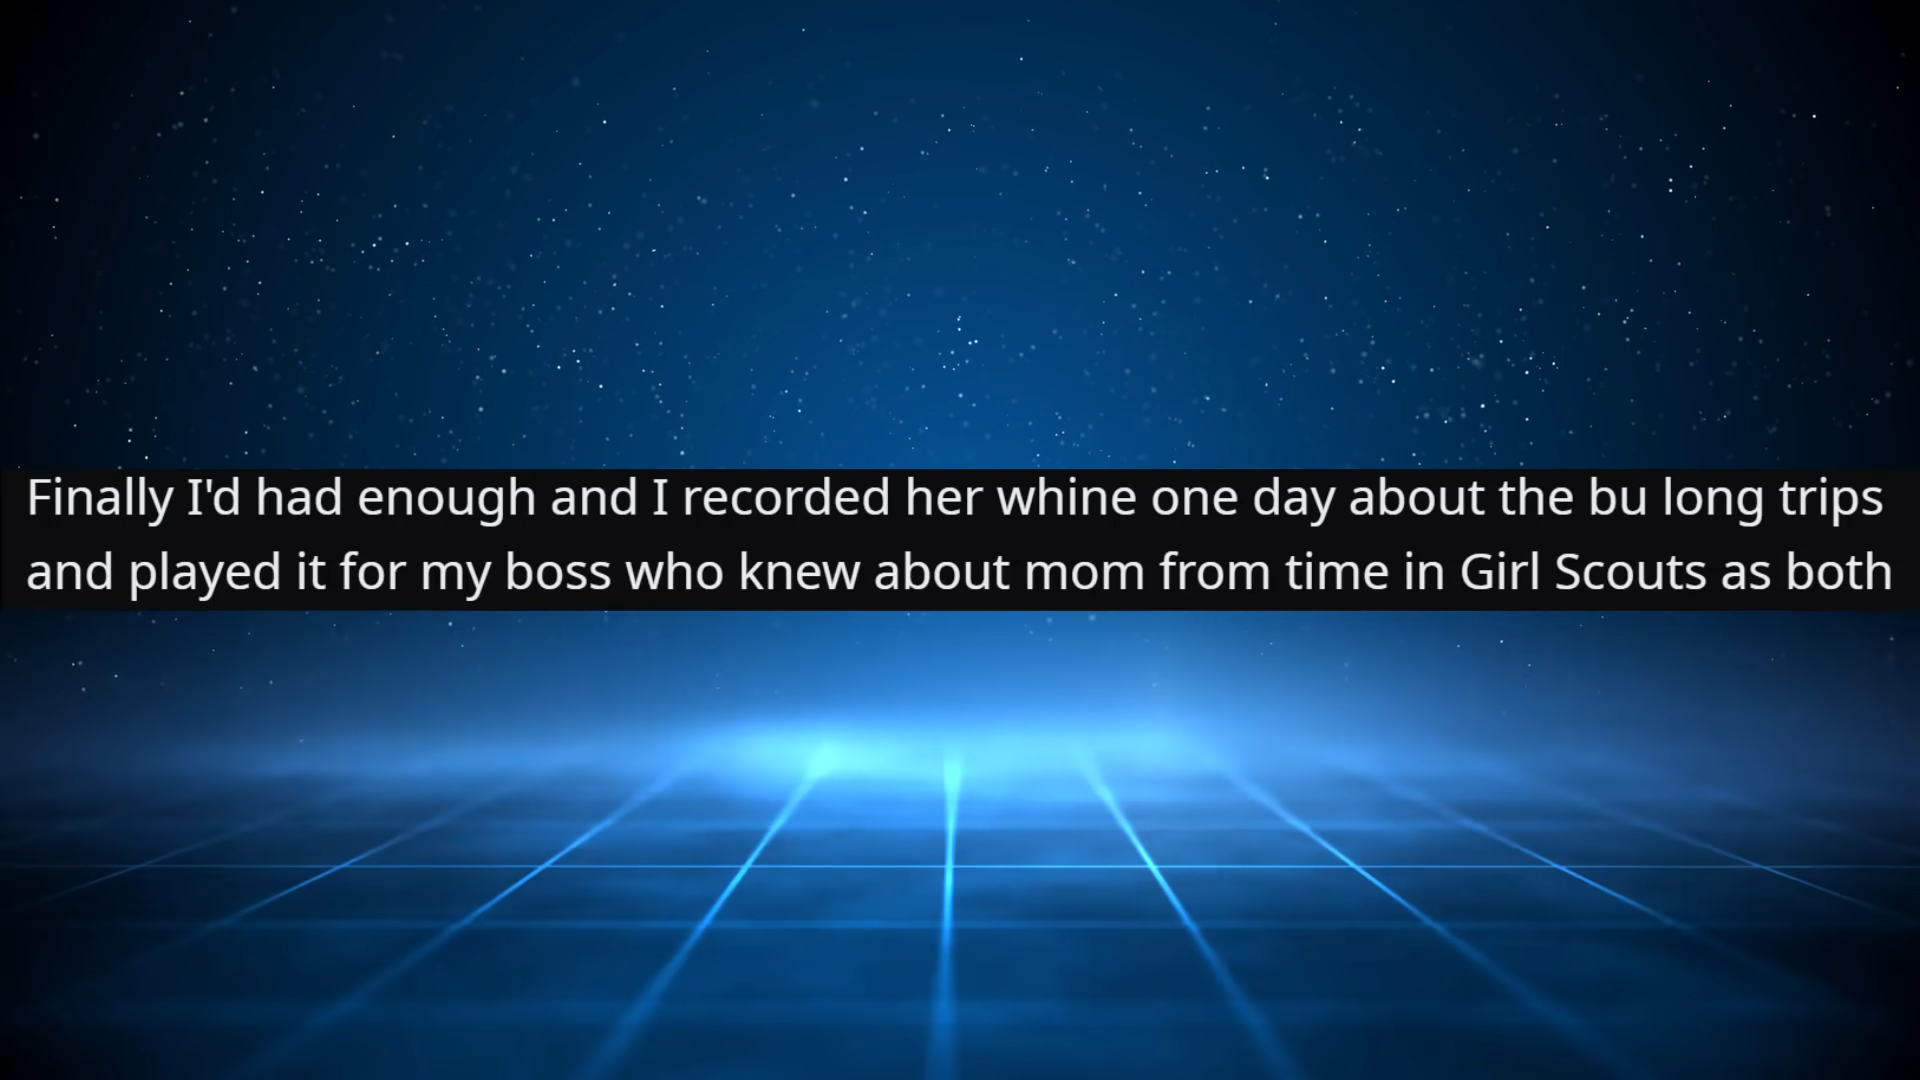 Finally I'd had enough and I recorded her whine one day about the bu long trips
and played it for my boss who knew about mom from time in Girl Scouts as both